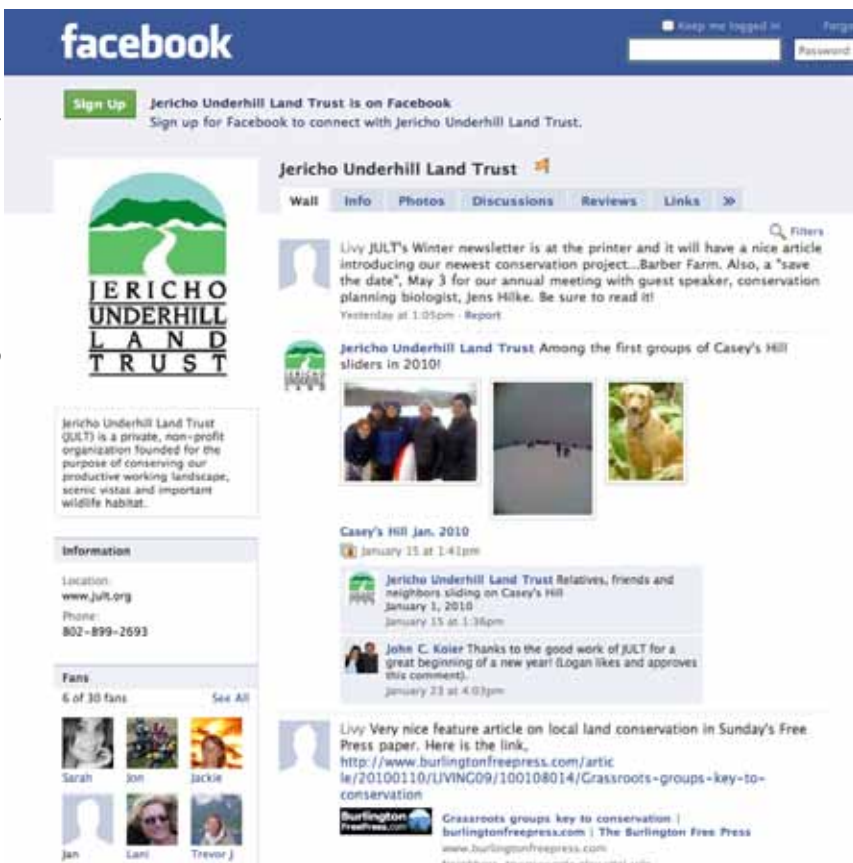 facebook
Keep me logged in
Password
Sign Up
Jericho Underhill Land Trust is on Facebook
Sign up for Facebook to connect with Jericho Underhill Land Trust.
JERICHO
UNDERHILL
LAND
TRUST
Jericho Underhill Land Trust
(JULT) is a private, non-profit
organization founded for the
purpose of conserving our
productive working landscape,
scenic vistas and important
wildlife habitat.
Information
Location:
www.jult.org
Phone:
802-899-2693
Fans
6 of 30 fans See All
Sarah Jon Jackie
Jan Lani Trevor J
Jericho Underhill Land Trust
Wall Info Photos Discussions Reviews Links »
Filters
Livy JULT's Winter newsletter is at the printer and it will have a nice article
introducing our newest conservation project...Barber Farm. Also, a "save
the date", May 3 for our annual meeting with guest speaker, conservation
planning biologist, Jens Hilke. Be sure to read it!
Yesterday at 1:05pm · Report
Jericho Underhill Land Trust Among the first groups of Casey's Hill
sliders in 2010!
JERICHO
UNDERHILL
LAND
Casey's Hill Jan, 2010
January 15 at 1:41pm
Jericho Underhill Land Trust Relatives, friends and
neighbors sliding on Casey's Hill
January 1, 2010
January 15 at 1:36pm
John C. Koier Thanks to the good work of JULT for a
great beginning of a new year! (Logan likes and approves
this comment).
January 23 at 4:03pm
Livy Very nice feature article on local land conservation in Sunday's Free
Press paper. Here is the link,
http://www.burlingtonfreepress.com/artic
le/20100110/LIVING09/100108014/Grassroots-groups-key-to-
conservation
Burlington
FreePress.com
Grassroots groups key to conservation |
burlingtonfreepress.com | The Burlington Free Press
www.burlingtonfreepress.com